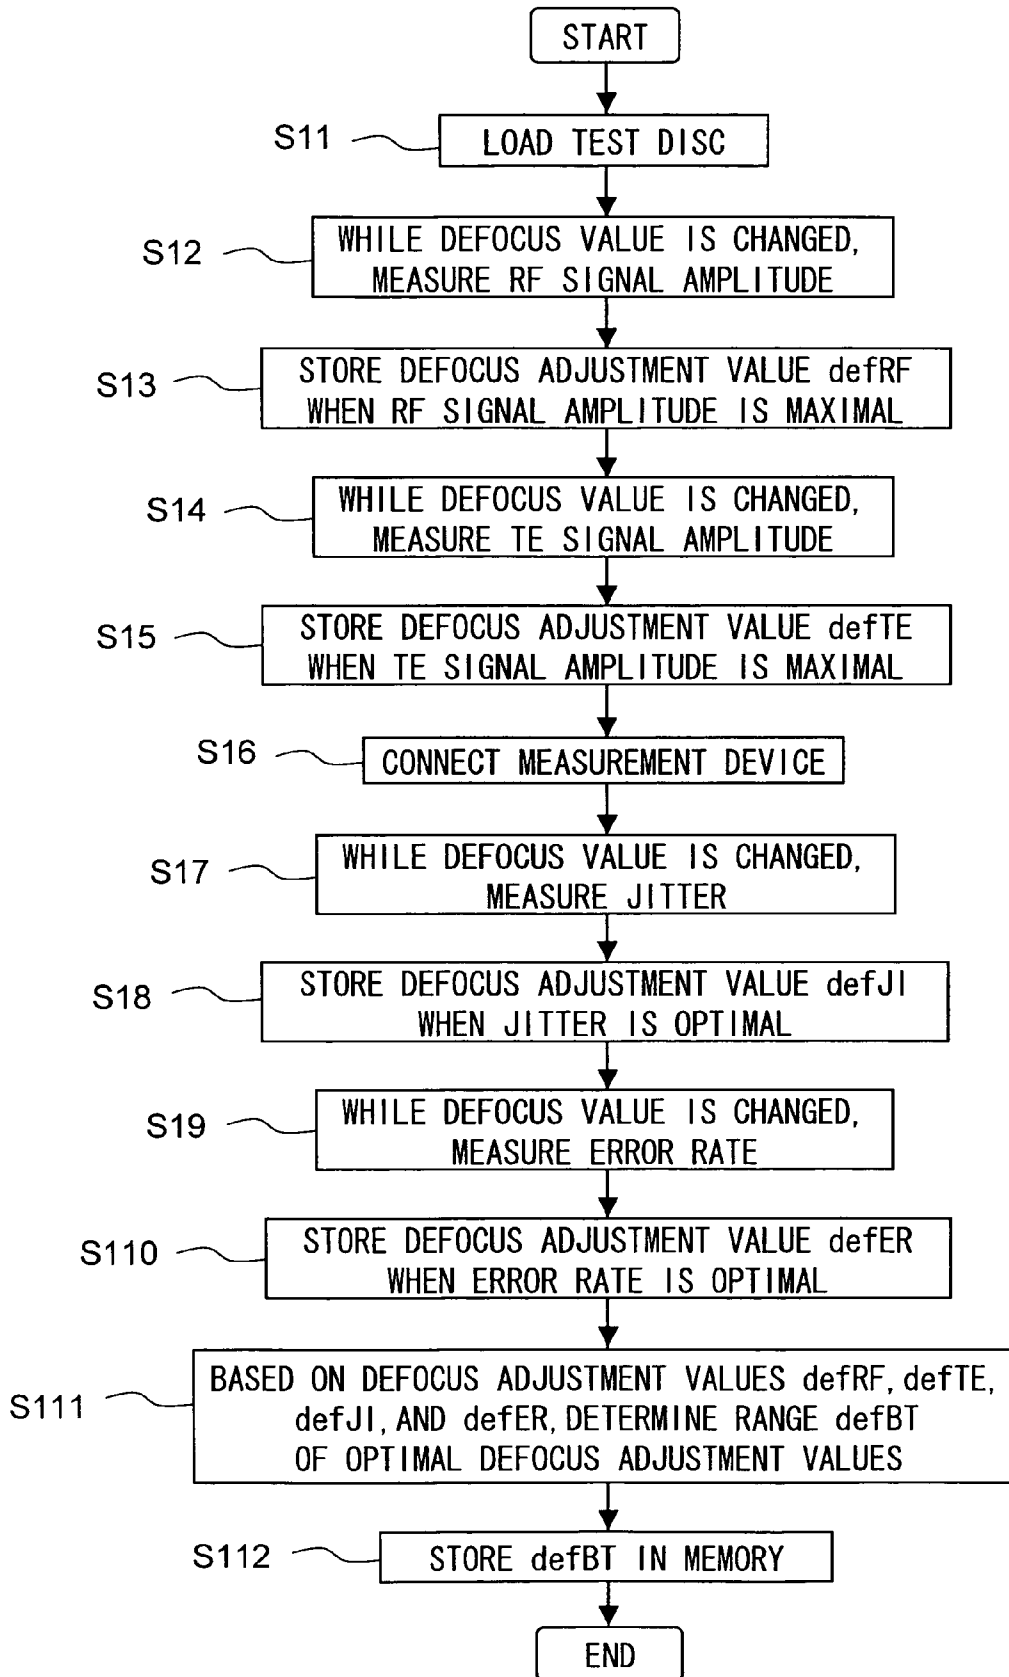 START
S11
LOAD TEST DISC
S12
WHILE DEFOCUS VALUE IS CHANGED,
MEASURE RF SIGNAL AMPLITUDE
S13
STORE DEFOCUS ADJUSTMENT VALUE defRF
WHEN RF SIGNAL AMPLITUDE IS MAXIMAL
S14
WHILE DEFOCUS VALUE IS CHANGED,
MEASURE TE SIGNAL AMPLITUDE
S15
STORE DEFOCUS ADJUSTMENT VALUE defTE
WHEN TE SIGNAL AMPLITUDE IS MAXIMAL
S16
CONNECT MEASUREMENT DEVICE
S17
WHILE DEFOCUS VALUE IS CHANGED,
MEASURE JITTER
S18
STORE DEFOCUS ADJUSTMENT VALUE defJI
WHEN JITTER IS OPTIMAL
S19
WHILE DEFOCUS VALUE IS CHANGED,
MEASURE ERROR RATE
S110
STORE DEFOCUS ADJUSTMENT VALUE defER
WHEN ERROR RATE IS OPTIMAL
S111
BASED ON DEFOCUS ADJUSTMENT VALUES defRF, defTE,
defJI, AND defER, DETERMINE RANGE defBT
OF OPTIMAL DEFOCUS ADJUSTMENT VALUES
S112
STORE defBT IN MEMORY
END